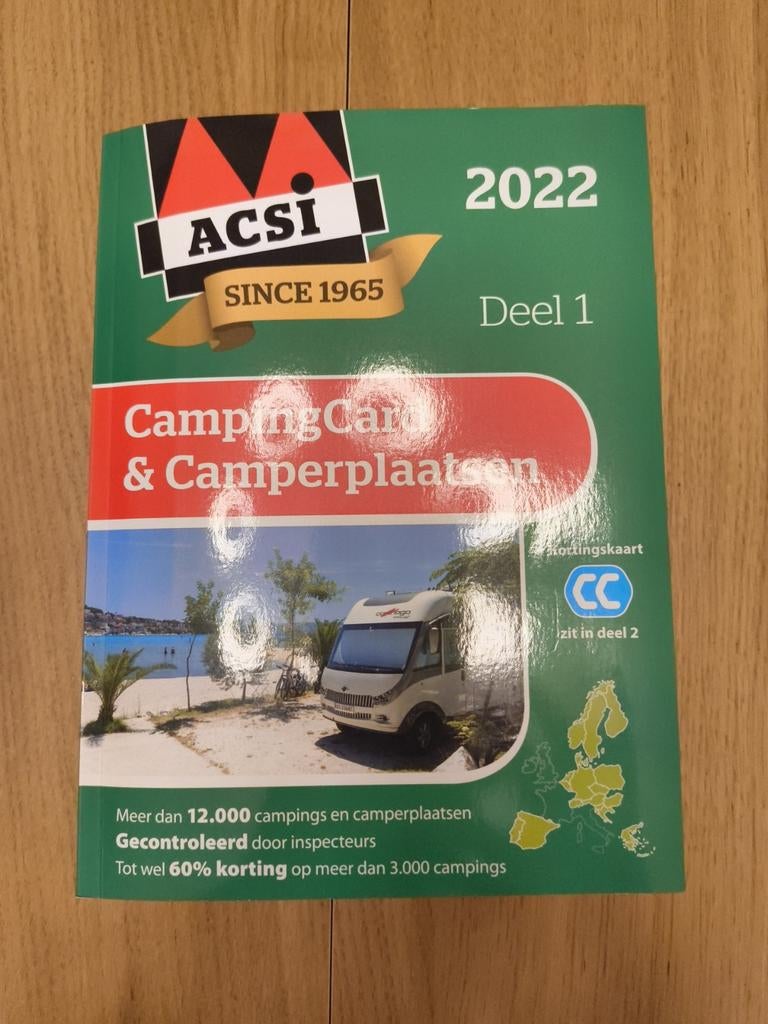 ACSI
SINCE 1965
2022
Deel 1
CampingCard
& Camperplaatsen
Kortingskaart
CC
zit in deel 2
Meer dan 12.000 campings en camperplaatsen
Gecontroleerd door inspecteurs
Tot wel 60% korting op meer dan 3.000 campings